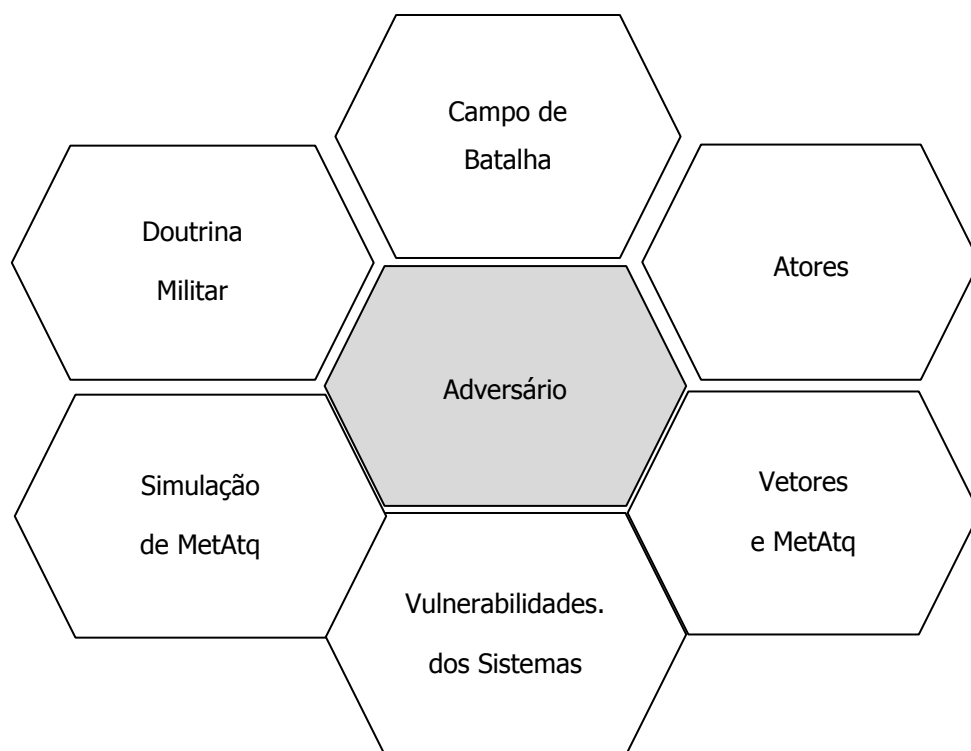 Campo de
Batalha
Doutrina
Militar
Atores
Adversário
Simulação
de MetAtq
Vetores
e MetAtq
Vulnerabilidades.
dos Sistemas